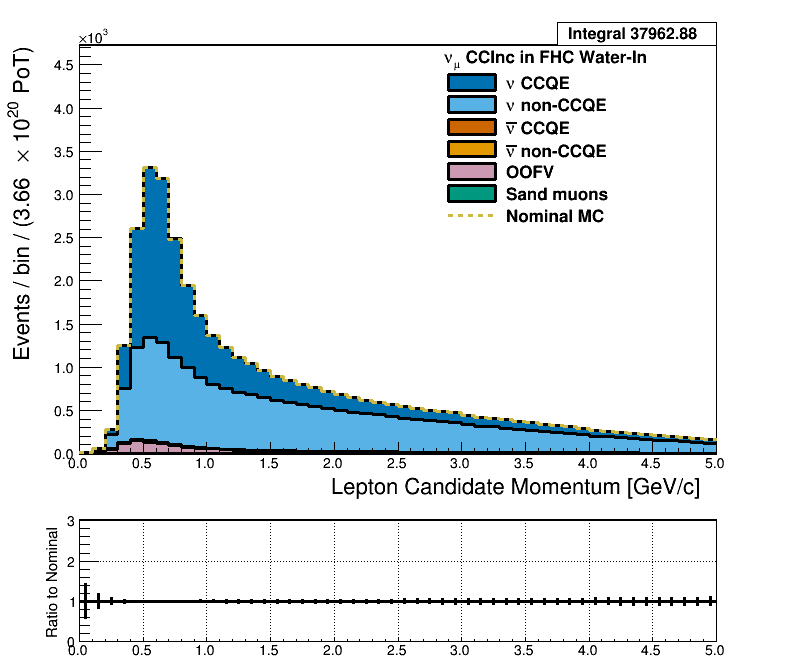 Integral 37962.88
×10³
ν_μ CCInc in FHC Water-In
ν CCQE
ν non-CCQE
ν̅ CCQE
ν̅ non-CCQE
OOFV
Sand muons
Nominal MC
Events / bin / (3.66 × 10²⁰ PoT)
4.5
4.0
3.5
3.0
2.5
2.0
1.5
1.0
0.5
0.0
0.0 0.5 1.0 1.5 2.0 2.5 3.0 3.5 4.0 4.5 5.0
Lepton Candidate Momentum [GeV/c]
Ratio to Nominal
3
2
1
0
0.0 0.5 1.0 1.5 2.0 2.5 3.0 3.5 4.0 4.5 5.0